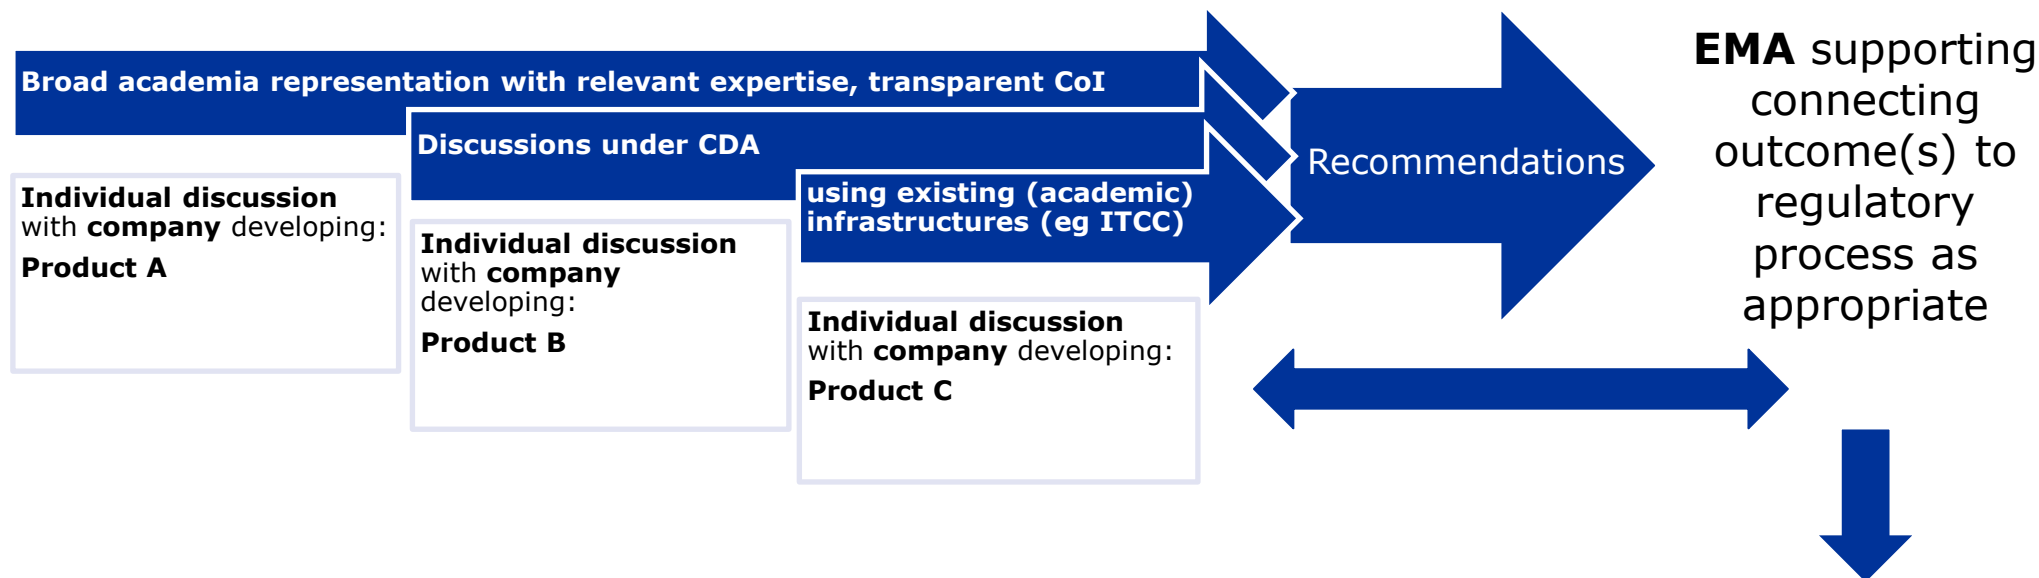 Broad academia representation with relevant expertise, transparent CoI
Discussions under CDA
using existing (academic)
infrastructures (eg ITCC)
Individual discussion
with company developing:
Product A
Individual discussion
with company
developing:
Product B
Individual discussion
with company developing:
Product C
Recommendations
EMA supporting
connecting
outcome(s) to
regulatory
process as
appropriate